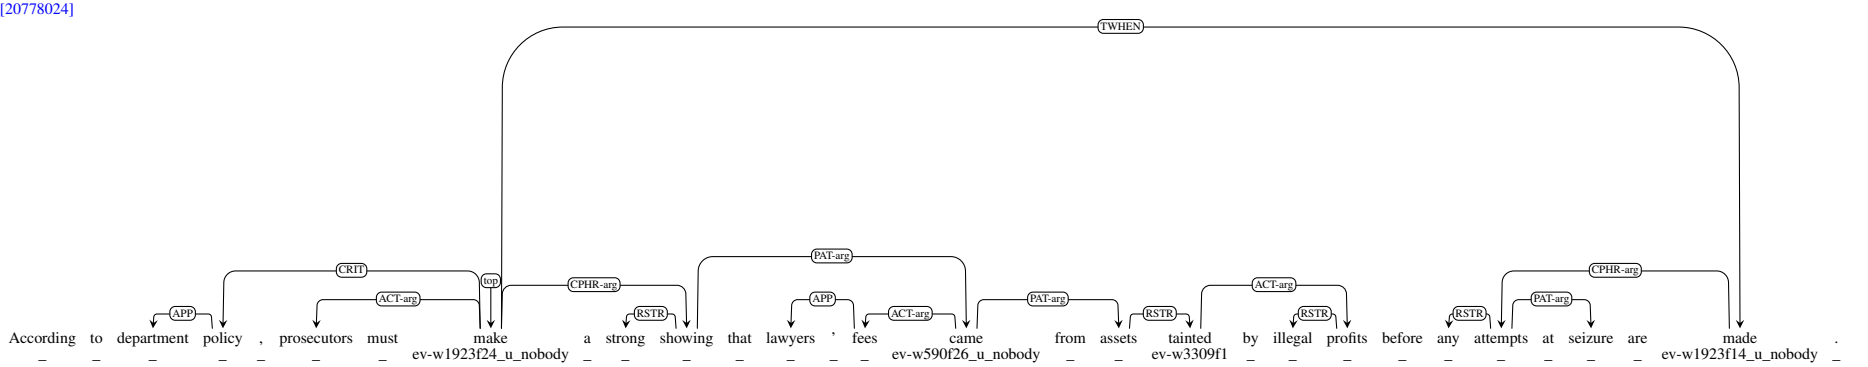 [20778024]
TWHEN
PAT-arg
CRIT top CPHR-arg ACT-arg CPHR-arg
ACT-arg PAT-arg PAT-arg
APP RSTR APP ACT-arg RSTR RSTR RSTR
According to department policy , prosecutors must make a strong showing that lawyers ' fees came from assets tainted by illegal profits before any attempts at seizure are made .
_ _ _ _ _ _ _ ev-w1923f24_u_nobody _ _ _ _ _ _ _ ev-w590f26_u_nobody _ _ ev-w3309f1 _ _ _ _ _ _ _ _ _ ev-w1923f14_u_nobody _